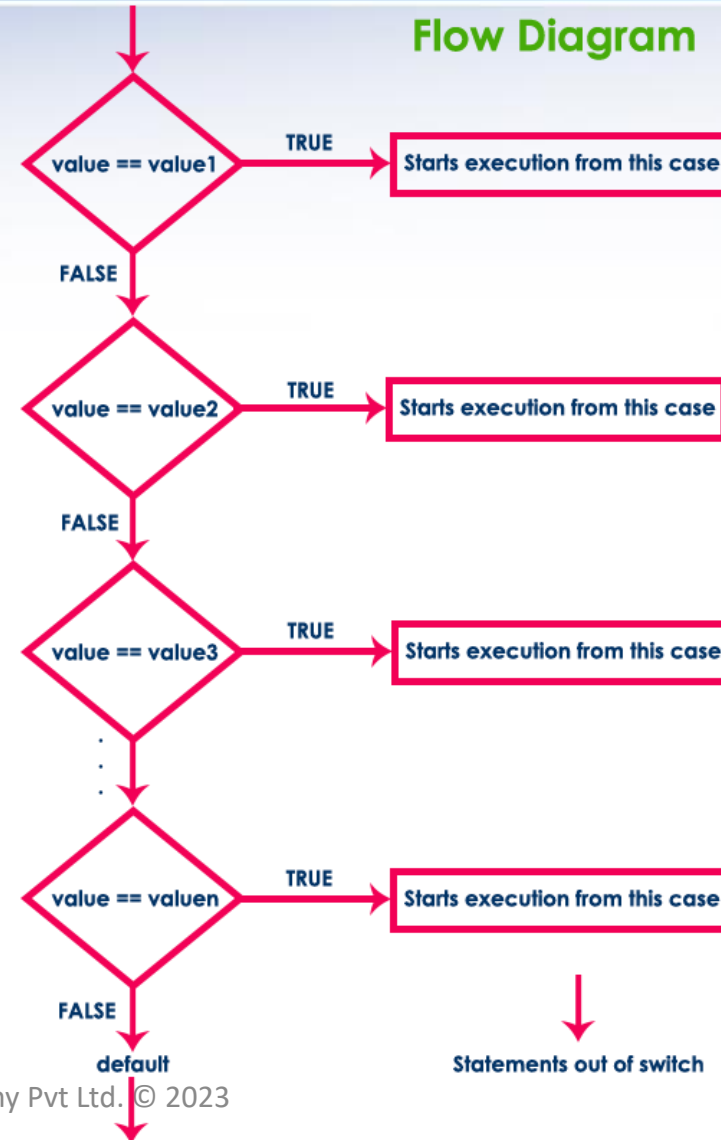 Flow Diagram
value == value1
TRUE
Starts execution from this case
FALSE
value == value2
TRUE
Starts execution from this case
FALSE
value == value3
TRUE
Starts execution from this case
.
.
.
value == valuen
TRUE
Starts execution from this case
FALSE
default
Statements out of switch
Pvt Ltd. © 2023